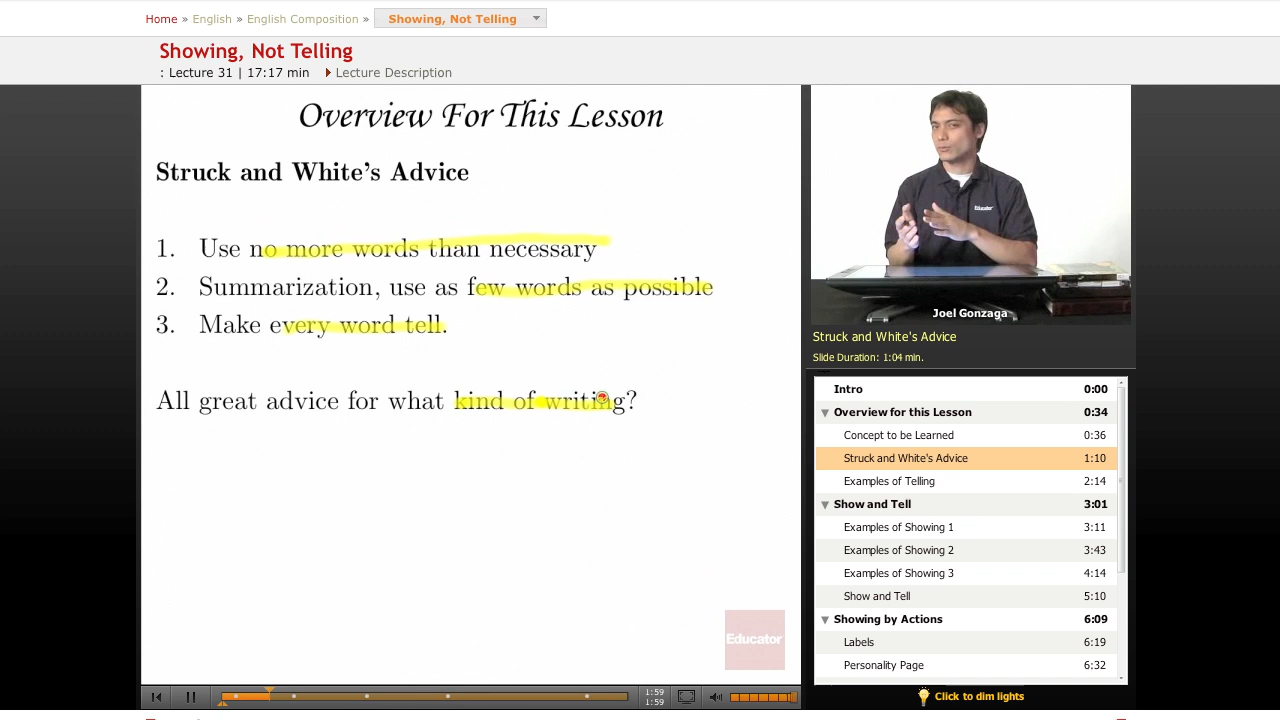 Home » English » English Composition » Showing, Not Telling
Showing, Not Telling
: Lecture 31 | 17:17 min Lecture Description
Overview For This Lesson
Struck and White's Advice
1. Use no more words than necessary
2. Summarization, use as few words as possible
3. Make every word tell.
All great advice for what kind of writing?
Educator
1:59
1:59
Educator
Joel Gonzaga
Struck and White's Advice
Slide Duration: 1:04 min.
Intro 0:00
Overview for this Lesson 0:34
Concept to be Learned 0:36
Struck and White's Advice 1:10
Examples of Telling 2:14
Show and Tell 3:01
Examples of Showing 1 3:11
Examples of Showing 2 3:43
Examples of Showing 3 4:14
Show and Tell 5:10
Showing by Actions 6:09
Labels 6:19
Personality Page 6:32
Click to dim lights